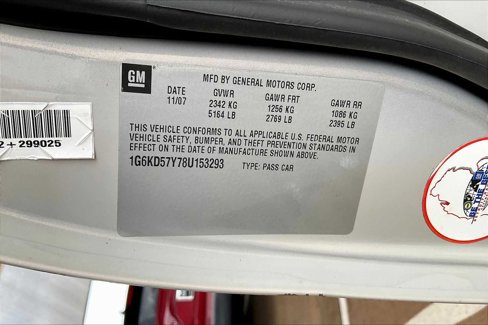 GM
MFD BY GENERAL MOTORS CORP.
DATE GVWR GAWR FRT GAWR RR
11/07 2342 KG 1256 KG 1086 KG
5164 LB 2769 LB 2395 LB
THIS VEHICLE CONFORMS TO ALL APPLICABLE U.S. FEDERAL MOTOR
VEHICLE SAFETY, BUMPER, AND THEFT PREVENTION STANDARDS IN
EFFECT ON THE DATE OF MANUFACTURE SHOWN ABOVE.
1G6KD57Y78U153293 TYPE: PASS CAR
2+299025